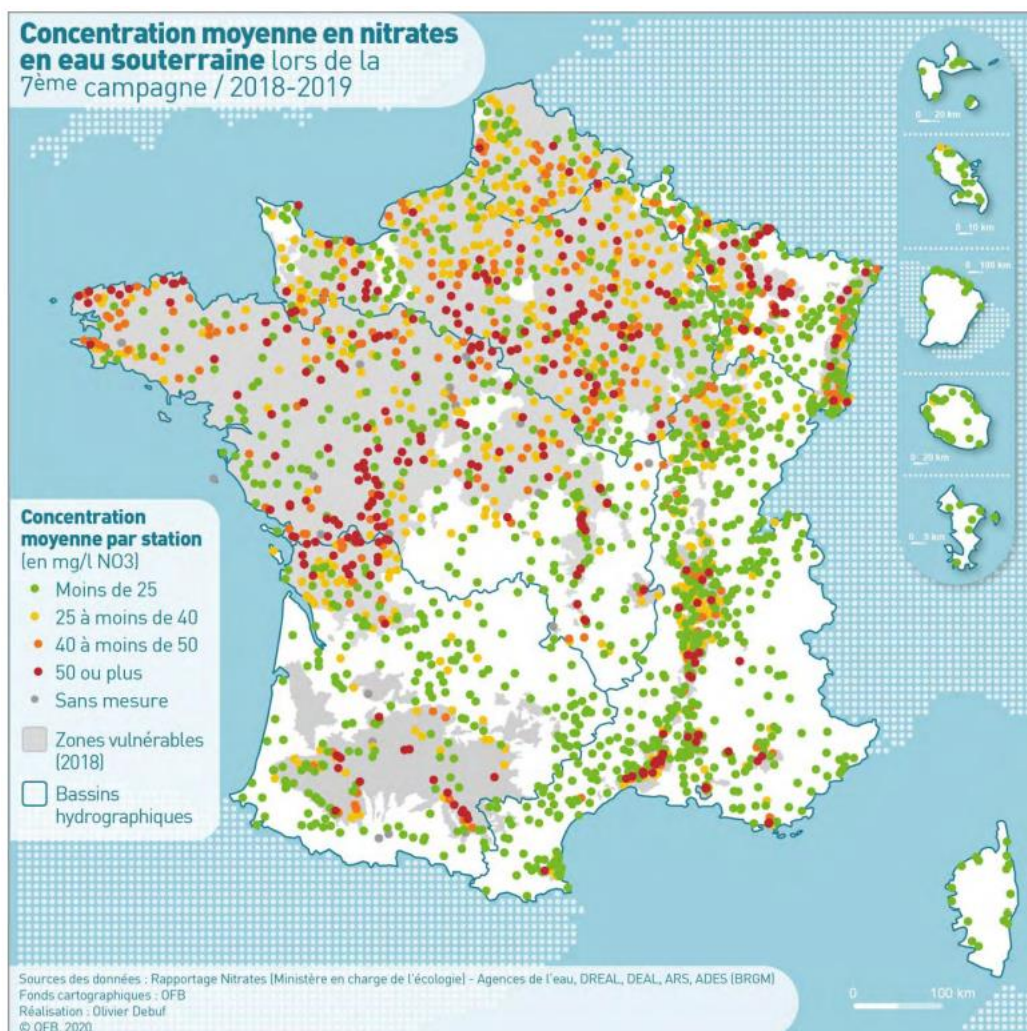 Concentration moyenne en nitrates
en eau souterraine lors de la
7ème campagne / 2018-2019
0 20 km
0 10 km
0 100 km
0 20 km
0 5 km
Concentration
moyenne par station
(en mg/l NO3)
Moins de 25
25 à moins de 40
40 à moins de 50
50 ou plus
Sans mesure
Zones vulnérables
(2018)
Bassins
hydrographiques
Sources des données : Rapportage Nitrates (Ministère en charge de l'écologie) - Agences de l'eau, DREAL, DEAL, ARS, ADES (BRGM)
Fonds cartographiques : OFB
Réalisation : Olivier Debuf
© OFB, 2020
0 100 km